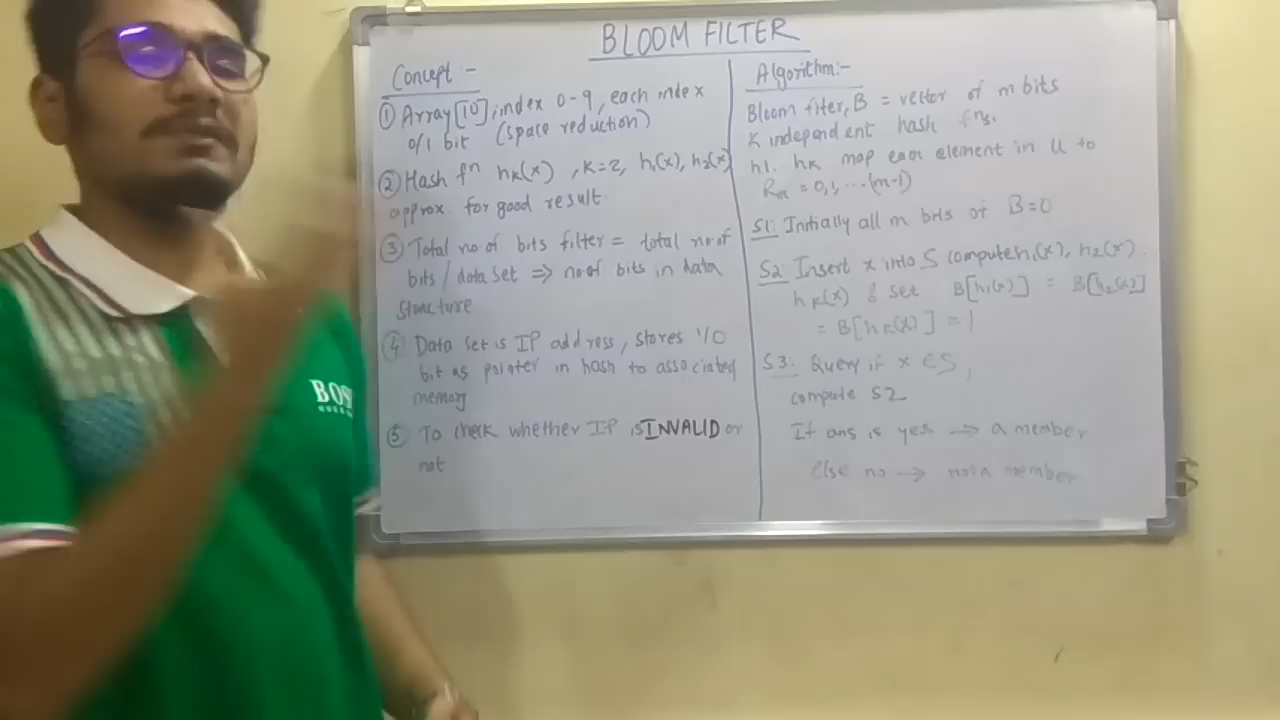 BLOOM FILTER
Concept :-
① Array[10], index 0-9, each index
0/1 bit (space reduction)
② Hash fn hk(x), k=2, h1(x), h2(x)
approx. for good result.
③ Total no of bits filter = total no of
bits / data set ⇒ no of bits in data
structure
④ Data set is IP address, stores 1/0
bit as pointer in hash to associated
memory
⑤ To check whether IP is INVALID or
not
Algorithm:-
Bloom fiter, B = vector of m bits
K independent hash fns.
h1.. hk map each element in U to
Rm = 0,1,...(m-1)
S1: Initially all m bits of B=0
S2: Insert x into S compute h1(x), h2(x).
hk(x) & set B[h1(x)] = B[h2(x)]
= B[hk(x)] = 1
S3: Query if x ∈ S,
compute S2
If ans is yes → a member
else no → not a member
BOSS